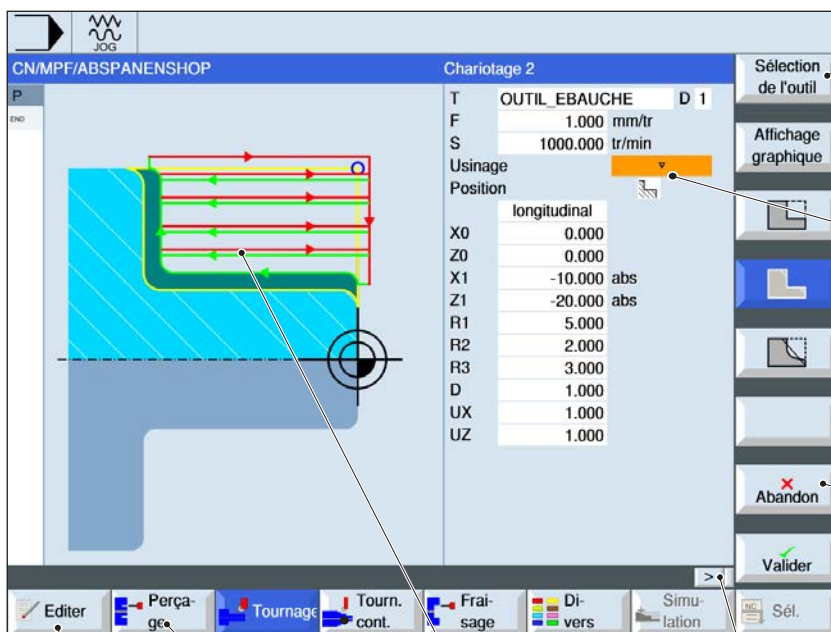 JOG
CN/MPF/ABSPANENSHOP
Chariotage 2
P
END
T OUTIL_EBAUCHE D 1
F 1.000 mm/tr
S 1000.000 tr/min
Usinage
Position
longitudinal
X0 0.000
Z0 0.000
X1 -10.000 abs
Z1 -20.000 abs
R1 5.000
R2 2.000
R3 3.000
D 1.000
UX 1.000
UZ 1.000
Sélection
de l'outil
Affichage
graphique
Abandon
Valider
>
Editer
Perça-
ge
Tournage
Tourn.
cont.
Frai-
sage
Di-
vers
Simu-
lation
NC
Sél.